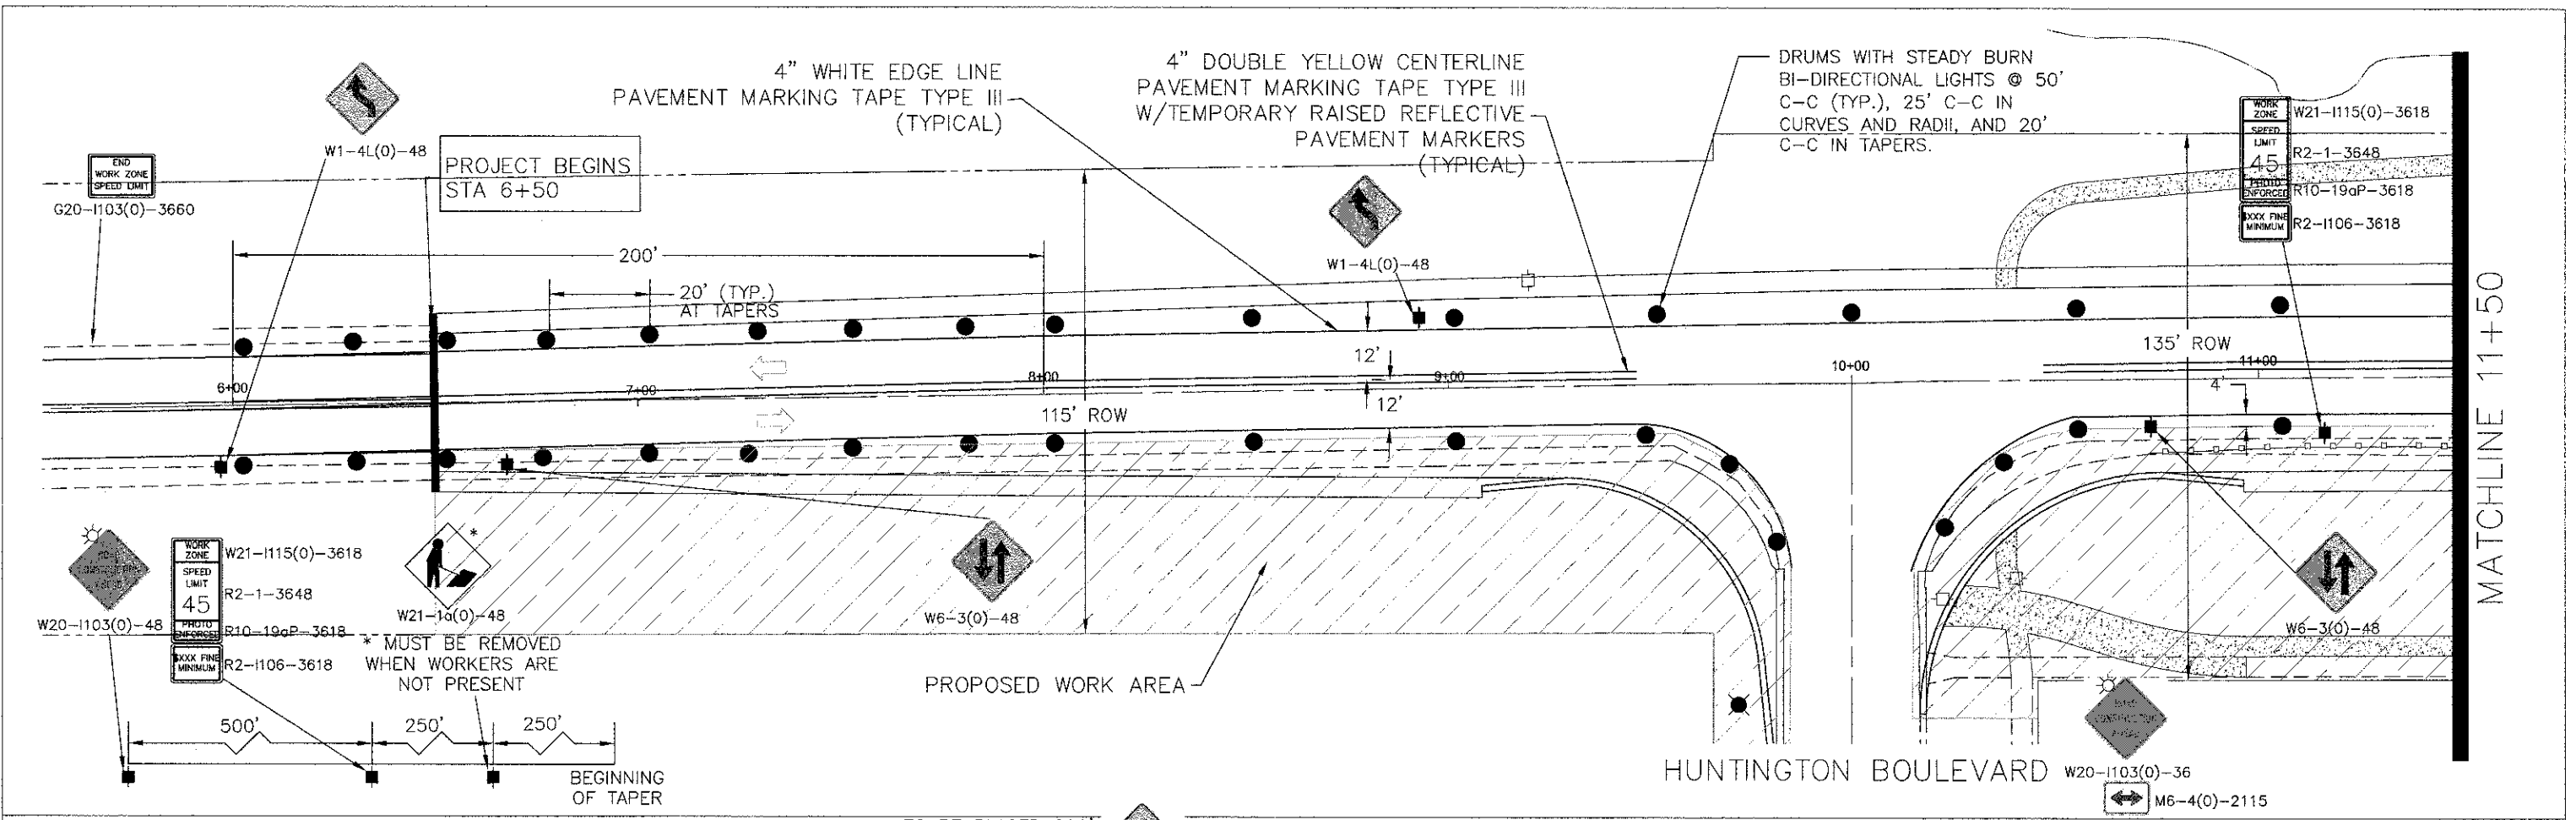 4" WHITE EDGE LINE
PAVEMENT MARKING TAPE TYPE III
(TYPICAL)
4" DOUBLE YELLOW CENTERLINE
PAVEMENT MARKING TAPE TYPE III
W/TEMPORARY RAISED REFLECTIVE
PAVEMENT MARKERS
(TYPICAL)
DRUMS WITH STEADY BURN
BI-DIRECTIONAL LIGHTS @ 50'
C-C (TYP.), 25' C-C IN
CURVES AND RADII, AND 20'
C-C IN TAPERS.
WORK
ZONE
SPEED
LIMIT
45
PHOTO
ENFORCED
$XXX FINE
MINIMUM
W21-I115(0)-3618
R2-1-3648
R10-19aP-3618
R2-I106-3618
W1-4L(0)-48
END
WORK ZONE
SPEED LIMIT
G20-I103(0)-3660
PROJECT BEGINS
STA 6+50
200'
20' (TYP.)
AT TAPERS
W1-4L(0)-48
135' ROW
MATCHLINE 11+50
6+00
7+00
8+00
9+00
10+00
11+00
12'
12'
4'
115' ROW
WORK
ZONE
SPEED
LIMIT
45
PHOTO
ENFORCED
$XXX FINE
MINIMUM
W21-I115(0)-3618
R2-1-3648
R10-19aP-3618
R2-I106-3618
W20-I103(0)-48
*
W21-1a(0)-48
* MUST BE REMOVED
WHEN WORKERS ARE
NOT PRESENT
W6-3(0)-48
W6-3(0)-48
PROPOSED WORK AREA
500'
250'
250'
BEGINNING
OF TAPER
HUNTINGTON BOULEVARD
W20-I103(0)-36
M6-4(0)-2115